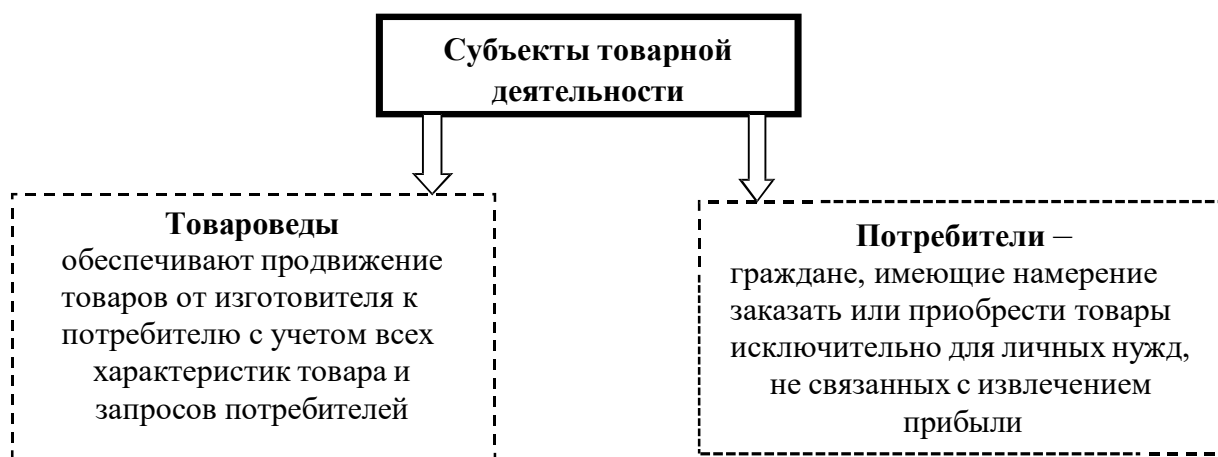 Субъекты товарной
деятельности
Товароведы
обеспечивают продвижение
товаров от изготовителя к
потребителю с учетом всех
характеристик товара и
запросов потребителей
Потребители –
граждане, имеющие намерение
заказать или приобрести товары
исключительно для личных нужд,
не связанных с извлечением
прибыли